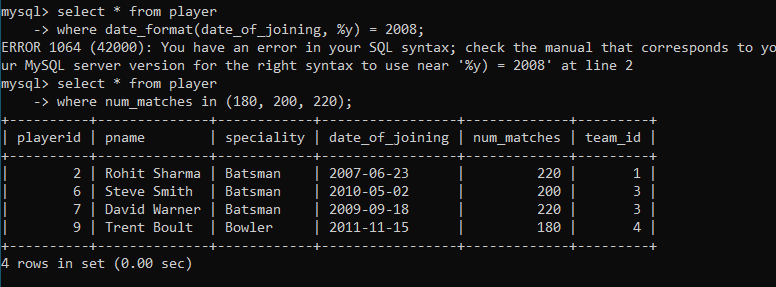 mysql> select * from player
    -> where date_format(date_of_joining, %y) = 2008;
ERROR 1064 (42000): You have an error in your SQL syntax; check the manual that corresponds to yo
ur MySQL server version for the right syntax to use near '%y) = 2008' at line 2
mysql> select * from player
    -> where num_matches in (180, 200, 220);
+----------+--------------+------------+-----------------+-------------+---------+
| playerid | pname        | speciality | date_of_joining | num_matches | team_id |
+----------+--------------+------------+-----------------+-------------+---------+
|        2 | Rohit Sharma | Batsman    | 2007-06-23      |         220 |       1 |
|        6 | Steve Smith  | Batsman    | 2010-05-02      |         200 |       3 |
|        7 | David Warner | Batsman    | 2009-09-18      |         220 |       3 |
|        9 | Trent Boult  | Bowler     | 2011-11-15      |         180 |       4 |
+----------+--------------+------------+-----------------+-------------+---------+
4 rows in set (0.00 sec)